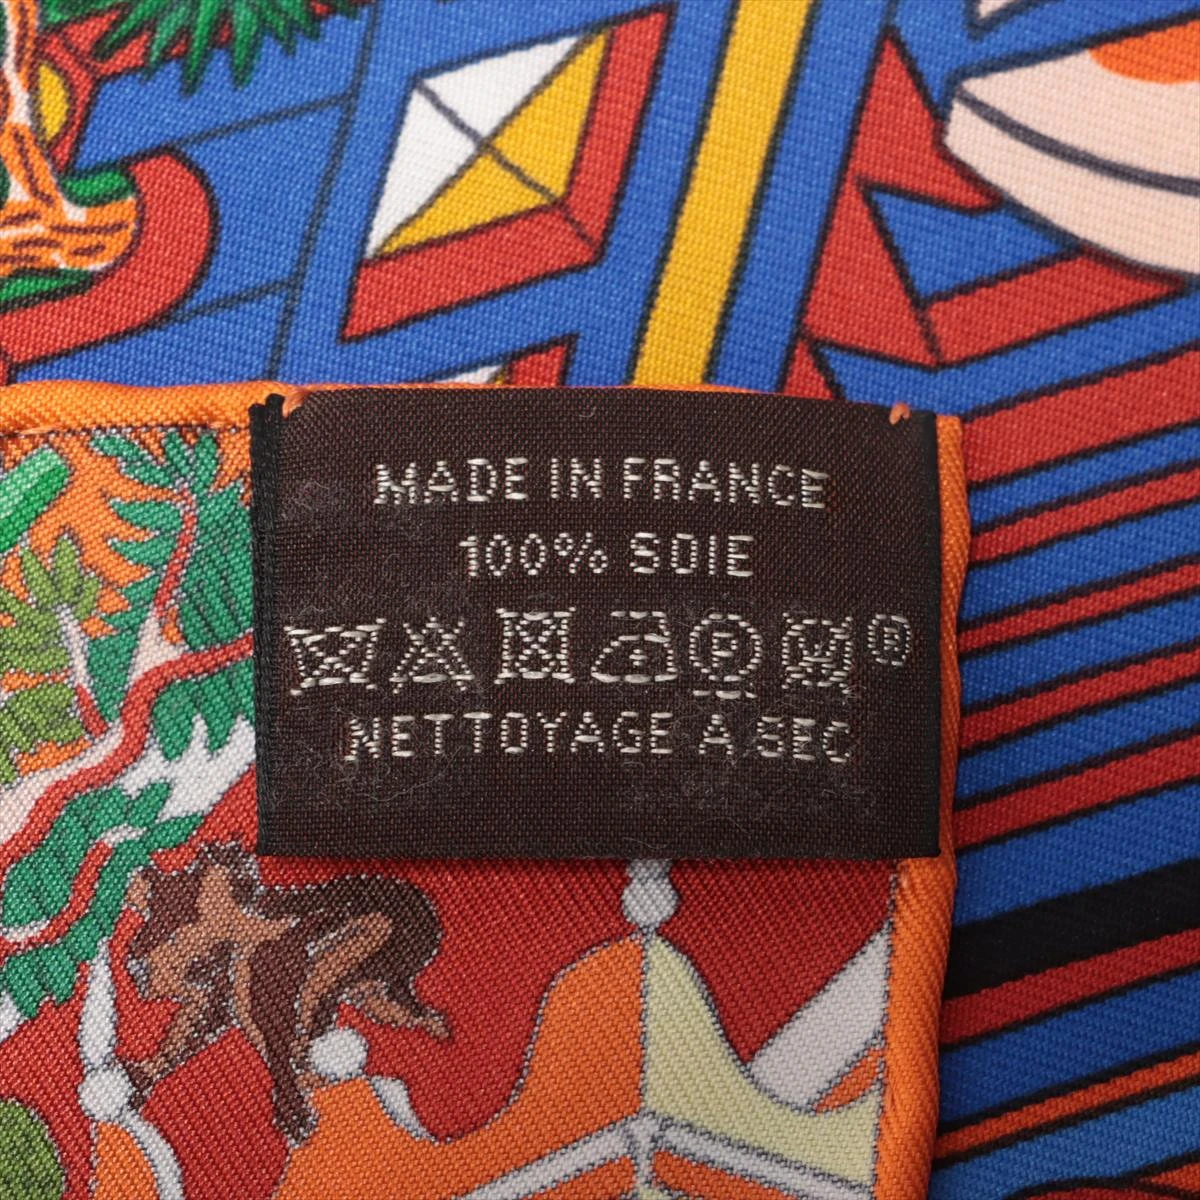 MADE IN FRANCE
100% SOIE
P W ®
NETTOYAGE A SEC